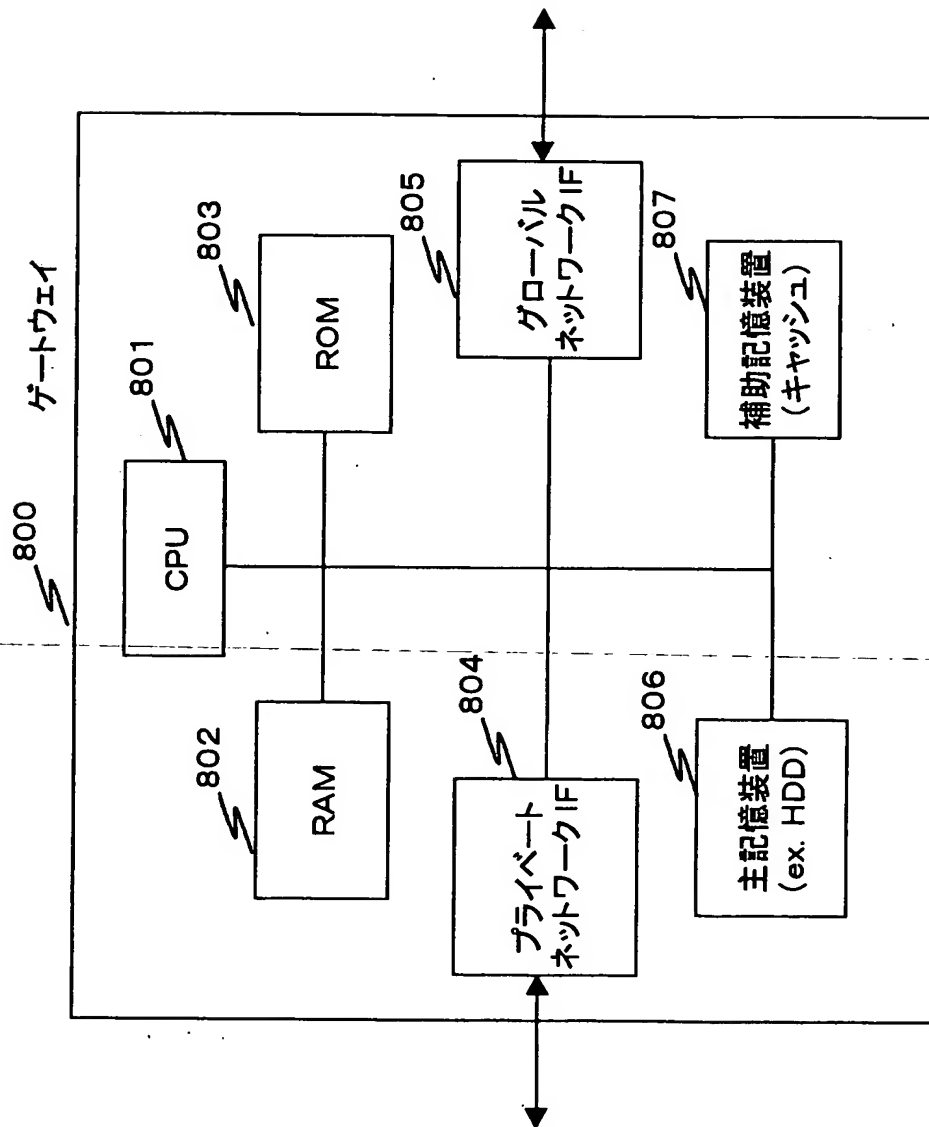 ゲートウェイ
800
801
CPU
802
RAM
803
ROM
804
プライベート
ネットワークIF
805
グローバル
ネットワークIF
806
主記憶装置
(ex. HDD)
807
補助記憶装置
(キャッシュ)